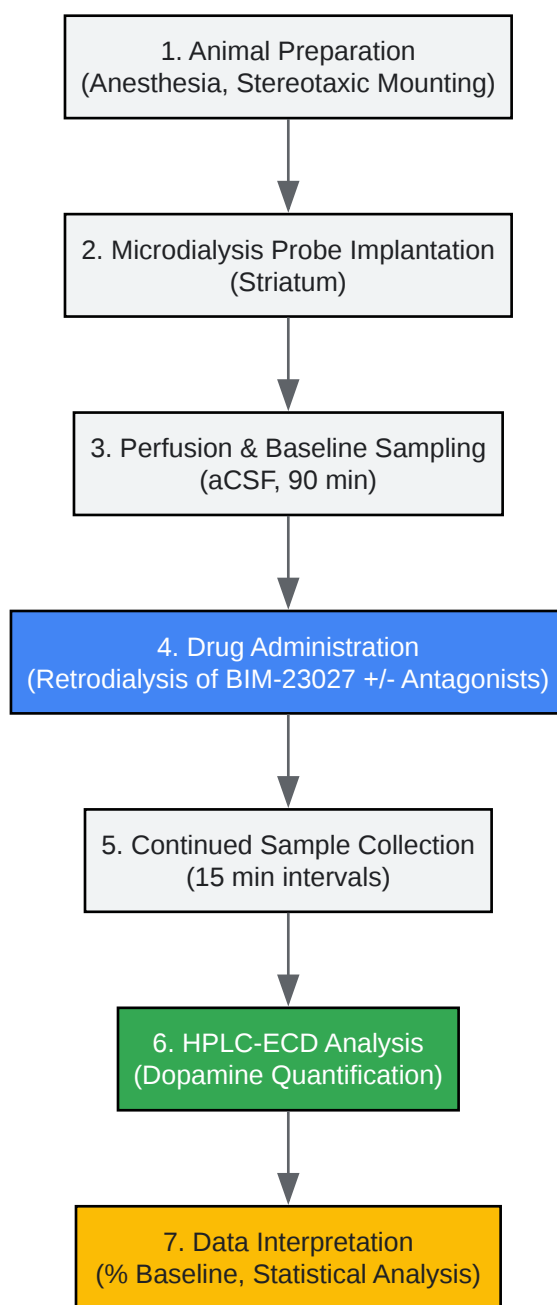 1. Animal Preparation
(Anesthesia, Stereotaxic Mounting)
2. Microdialysis Probe Implantation
(Striatum)
3. Perfusion & Baseline Sampling
(aCSF, 90 min)
4. Drug Administration
(Retrodialysis of BIM-23027 +/- Antagonists)
5. Continued Sample Collection
(15 min intervals)
6. HPLC-ECD Analysis
(Dopamine Quantification)
7. Data Interpretation
(% Baseline, Statistical Analysis)